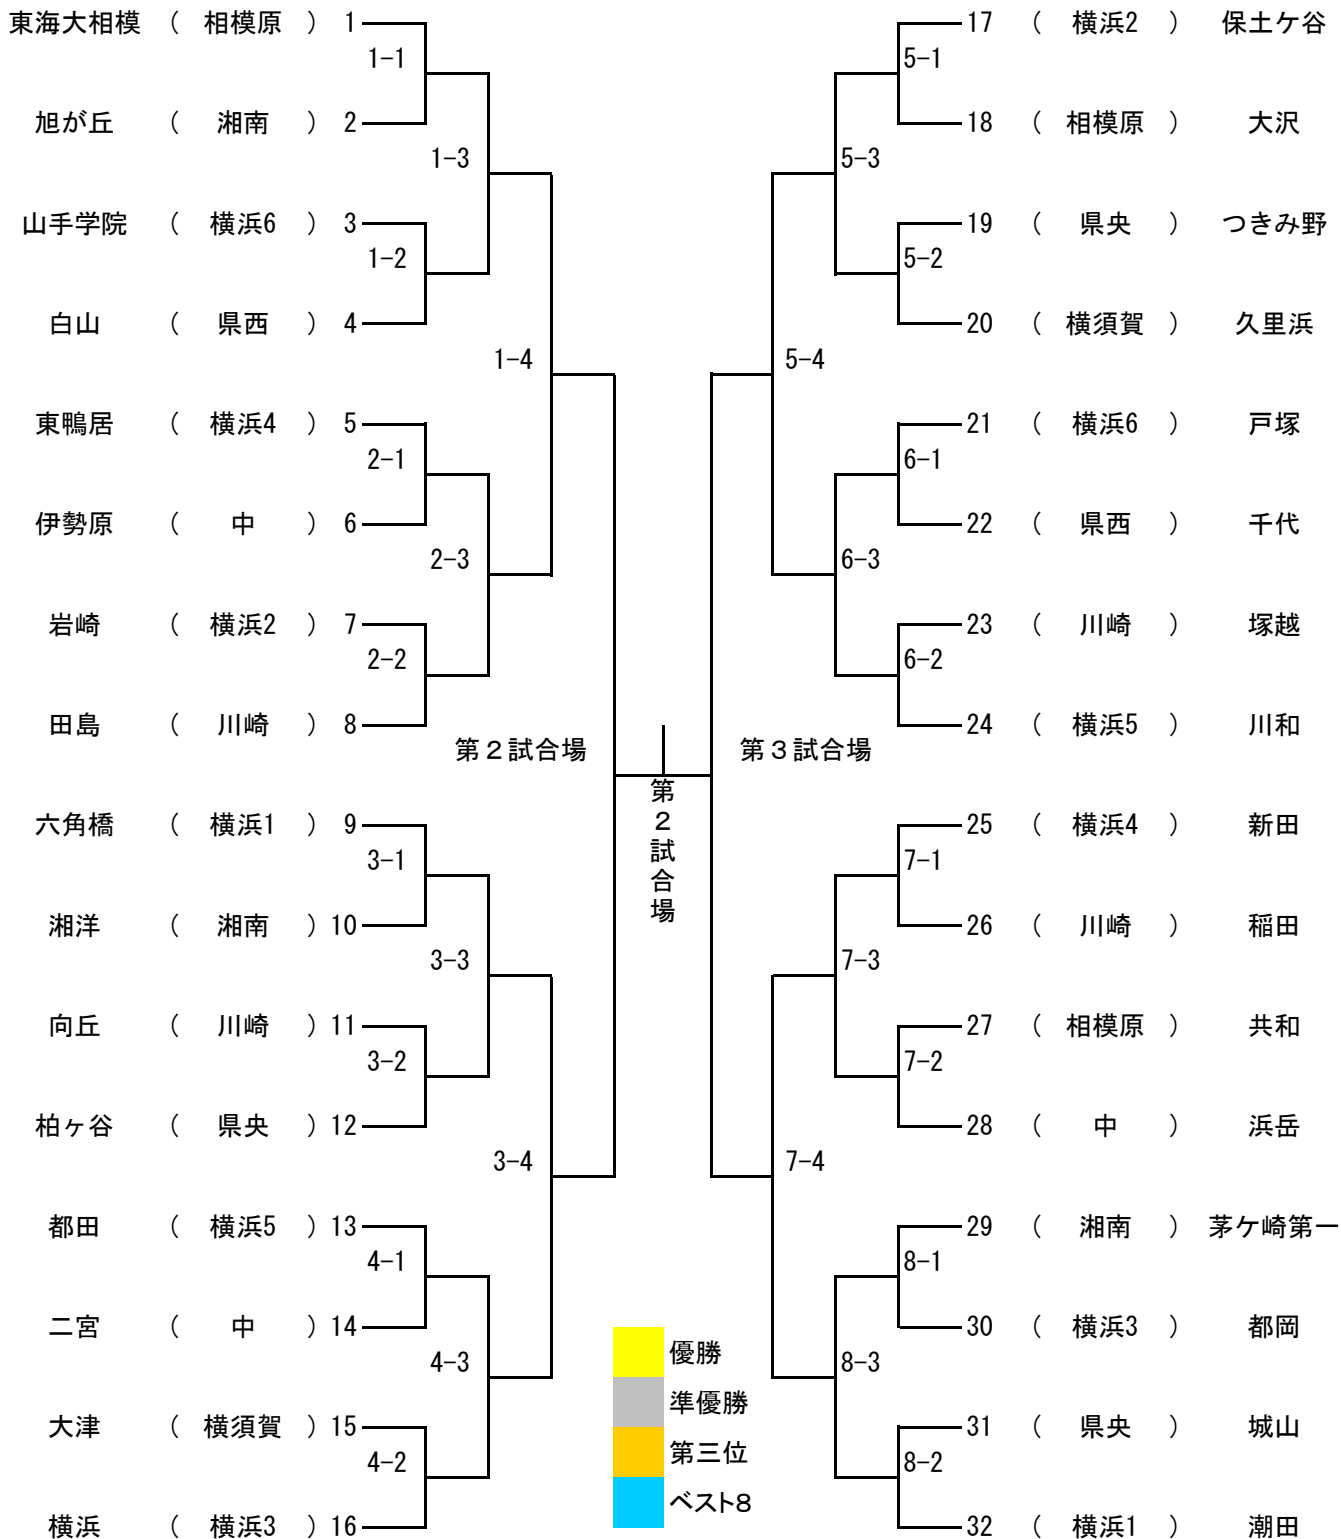 東海大相模 ( 相模原 ) 1
1-1
旭が丘 ( 湘南 ) 2
1-3
山手学院 ( 横浜6 ) 3
1-2
白山 ( 県西 ) 4
1-4
東鴨居 ( 横浜4 ) 5
2-1
伊勢原 ( 中 ) 6
2-3
岩崎 ( 横浜2 ) 7
2-2
田島 ( 川崎 ) 8
第2試合場
六角橋 ( 横浜1 ) 9
3-1
湘洋 ( 湘南 ) 10
3-3
向丘 ( 川崎 ) 11
3-2
柏ヶ谷 ( 県央 ) 12
3-4
都田 ( 横浜5 ) 13
4-1
二宮 ( 中 ) 14
4-3
大津 ( 横須賀 ) 15
4-2
横浜 ( 横浜3 ) 16
第2試合場
優勝
準優勝
第三位
ベスト8
17 ( 横浜2 ) 保土ケ谷
5-1
18 ( 相模原 ) 大沢
5-3
19 ( 県央 ) つきみ野
5-2
20 ( 横須賀 ) 久里浜
5-4
21 ( 横浜6 ) 戸塚
6-1
22 ( 県西 ) 千代
6-3
23 ( 川崎 ) 塚越
6-2
24 ( 横浜5 ) 川和
第3試合場
25 ( 横浜4 ) 新田
7-1
26 ( 川崎 ) 稲田
7-3
27 ( 相模原 ) 共和
7-2
28 ( 中 ) 浜岳
7-4
29 ( 湘南 ) 茅ケ崎第一
8-1
30 ( 横浜3 ) 都岡
8-3
31 ( 県央 ) 城山
8-2
32 ( 横浜1 ) 潮田